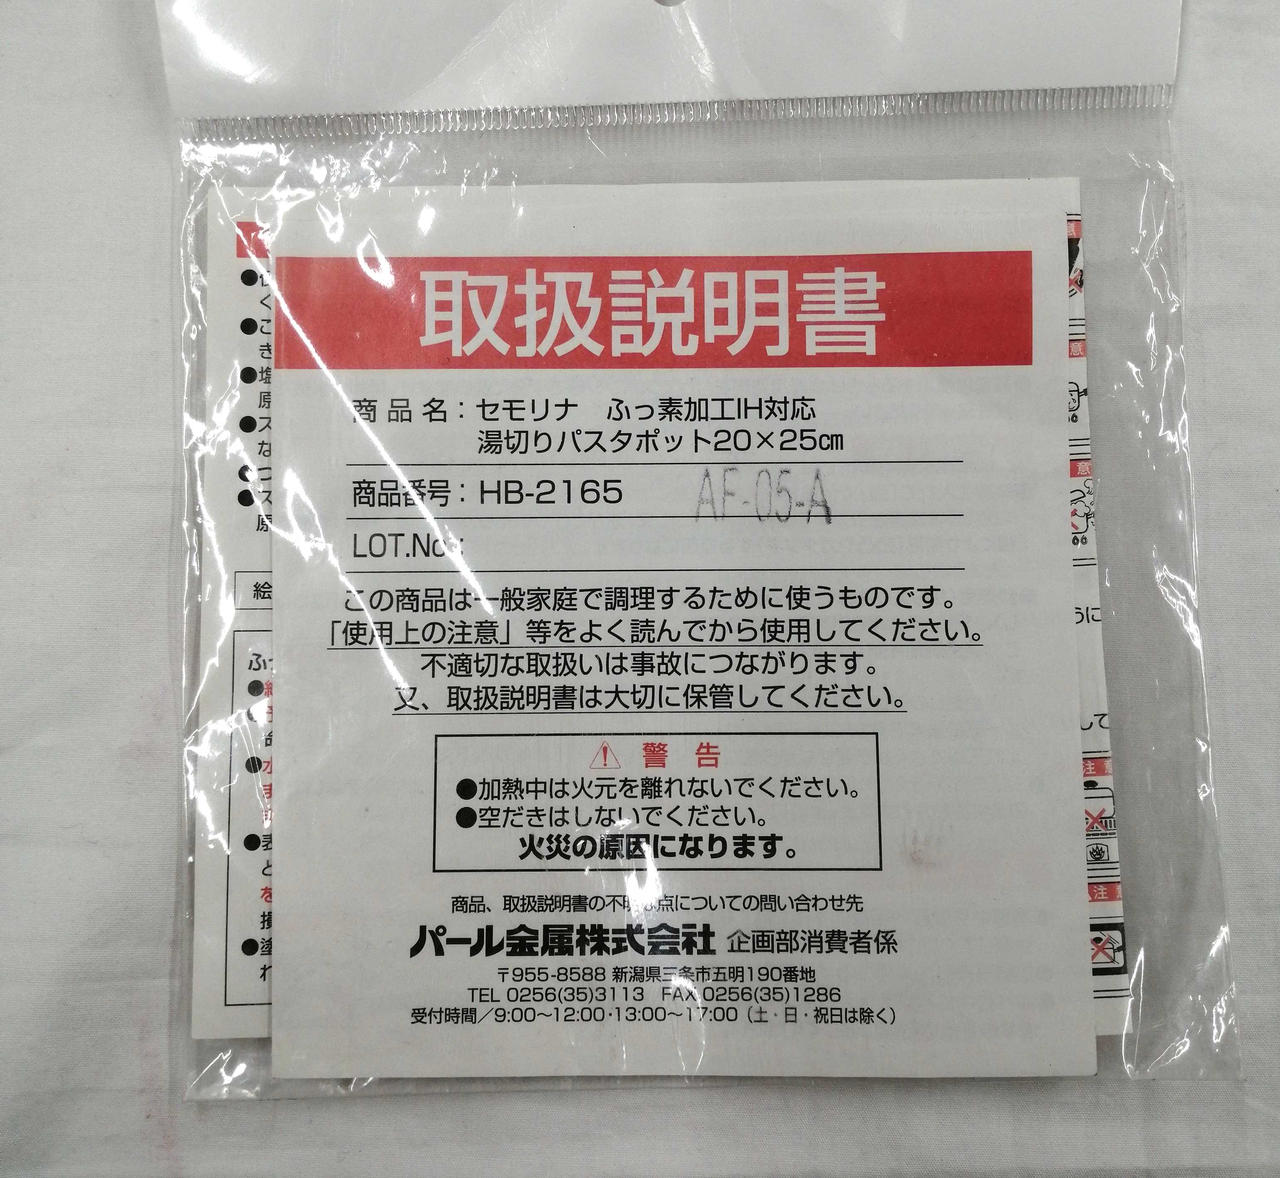 取扱説明書
商品名：セモリナ ふっ素加工IH対応
湯切りパスタポット20×25㎝
商品番号：HB-2165
AF-05-A
LOT.No.:
この商品は一般家庭で調理するために使うものです。
「使用上の注意」等をよく読んでから使用してください。
不適切な取扱いは事故につながります。
又、取扱説明書は大切に保管してください。
⚠警告
●加熱中は火元を離れないでください。
●空だきはしないでください。
火災の原因になります。
商品、取扱説明書の不明な点についての問い合わせ先
パール金属株式会社 企画部消費者係
〒955-8588 新潟県三条市五明190番地
TEL 0256(35)3113 FAX 0256(35)1286
受付時間／9:00〜12:00・13:00〜17:00（土・日・祝日は除く）